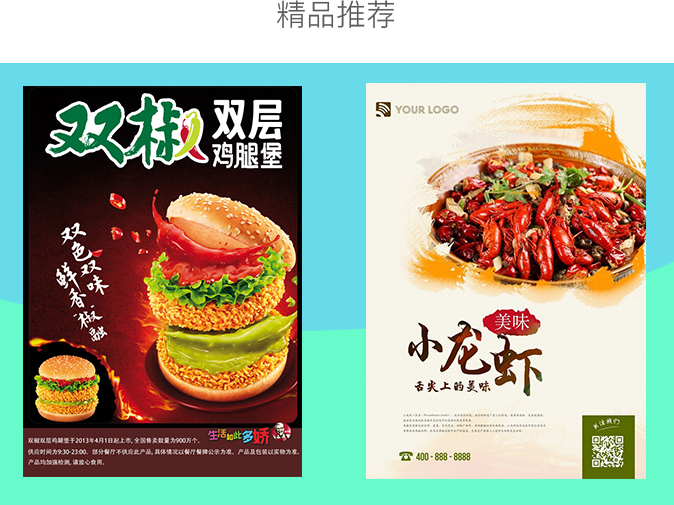 精品推荐
双椒
双层
鸡腿堡
双色双味
鲜香椒融
生活如此多娇
双椒双层鸡腿堡于2013年4月1日起上市,全国售卖数量为900万个。
供应时间为9:30-23:00。部分餐厅不供应此产品,具体情况以餐厅餐牌公示为准。产品及包装以实物为准。
产品均加强检测,请放心食用。
YOUR LOGO
美味
小龙虾
舌尖上的美味
关注我们
400 - 888 - 8888